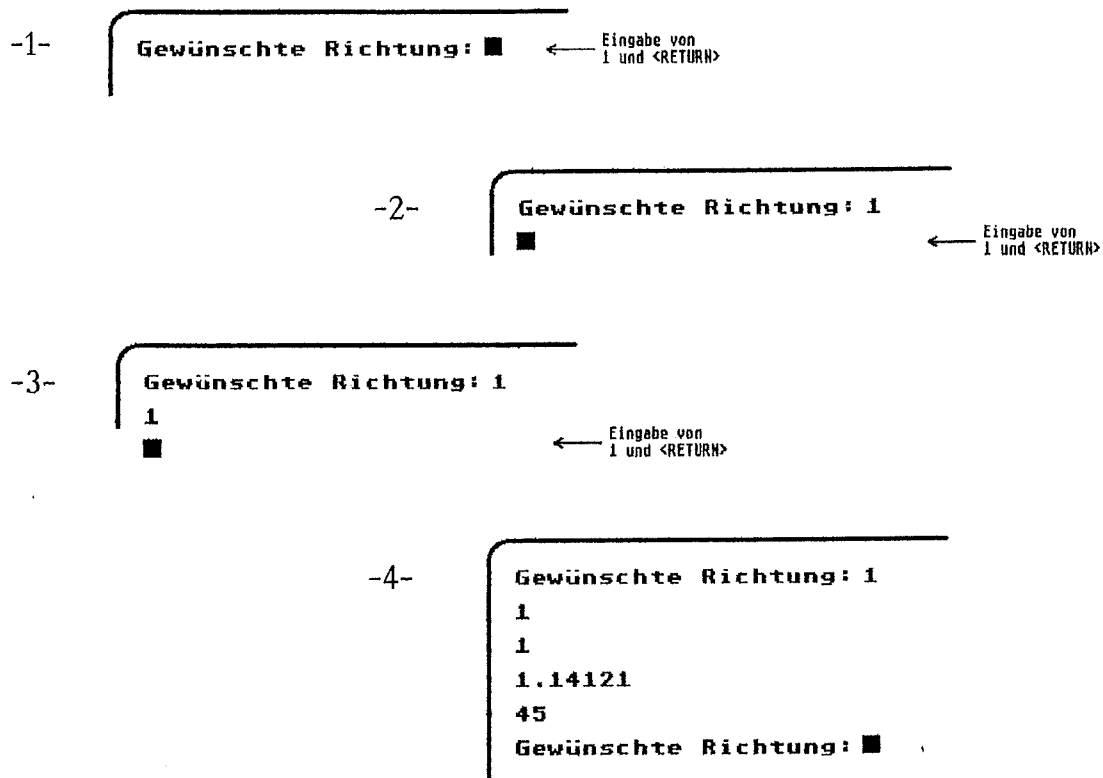 -1-
Gewünschte Richtung:
Eingabe von
1 und <RETURN>
-2-
Gewünschte Richtung: 1
Eingabe von
1 und <RETURN>
-3-
Gewünschte Richtung: 1
1
Eingabe von
1 und <RETURN>
-4-
Gewünschte Richtung: 1
1
1
1.14121
45
Gewünschte Richtung: